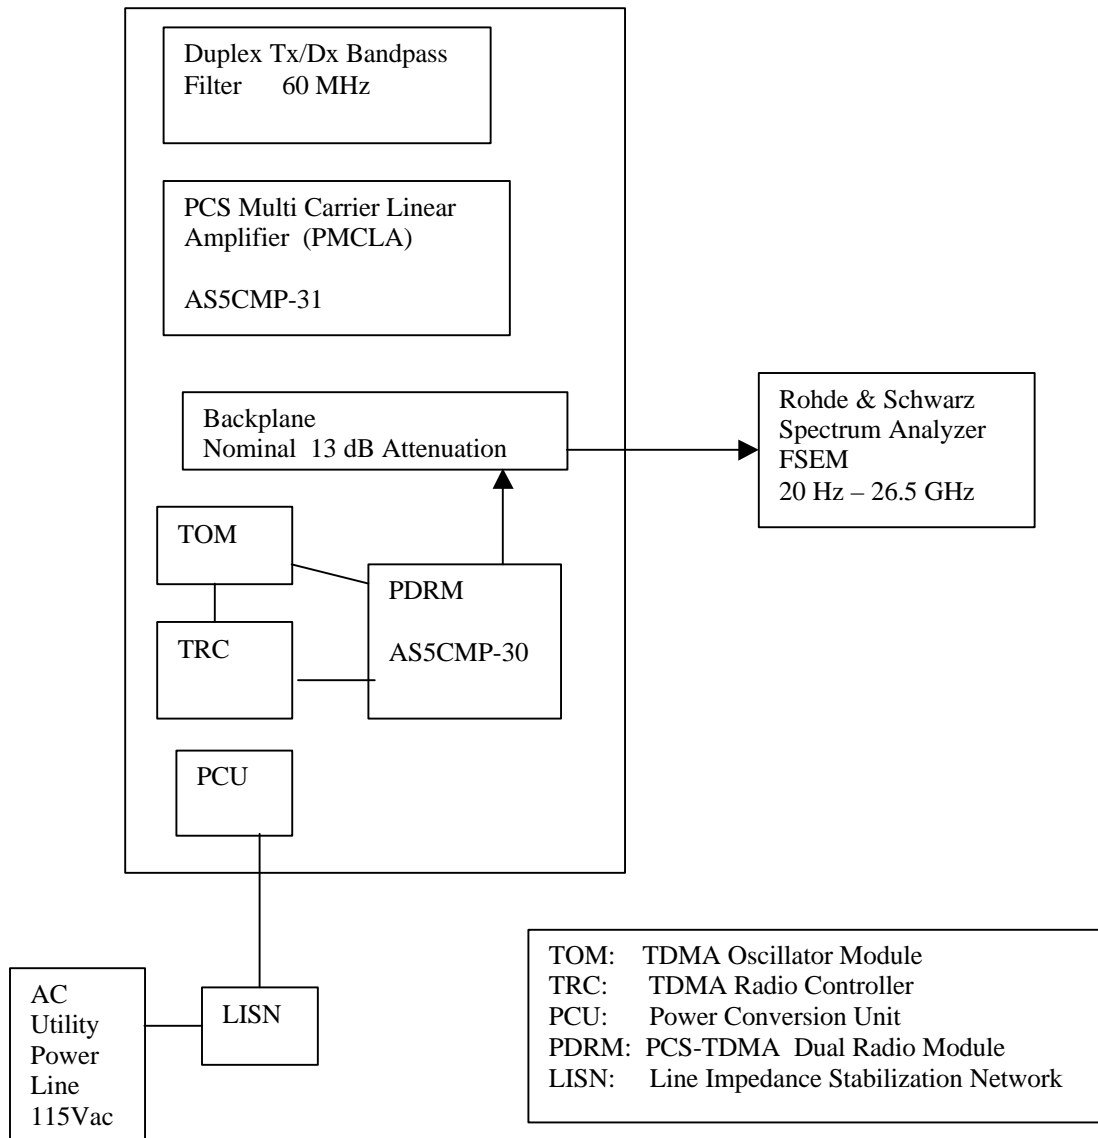 Duplex Tx/Dx Bandpass
Filter 60 MHz
PCS Multi Carrier Linear
Amplifier (PMCLA)
AS5CMP-31
Backplane
Nominal 13 dB Attenuation
Rohde & Schwarz
Spectrum Analyzer
FSEM
20 Hz – 26.5 GHz
TOM
PDRM
AS5CMP-30
TRC
PCU
AC
Utility
Power
Line
115Vac
LISN
TOM: TDMA Oscillator Module
TRC: TDMA Radio Controller
PCU: Power Conversion Unit
PDRM: PCS-TDMA Dual Radio Module
LISN: Line Impedance Stabilization Network